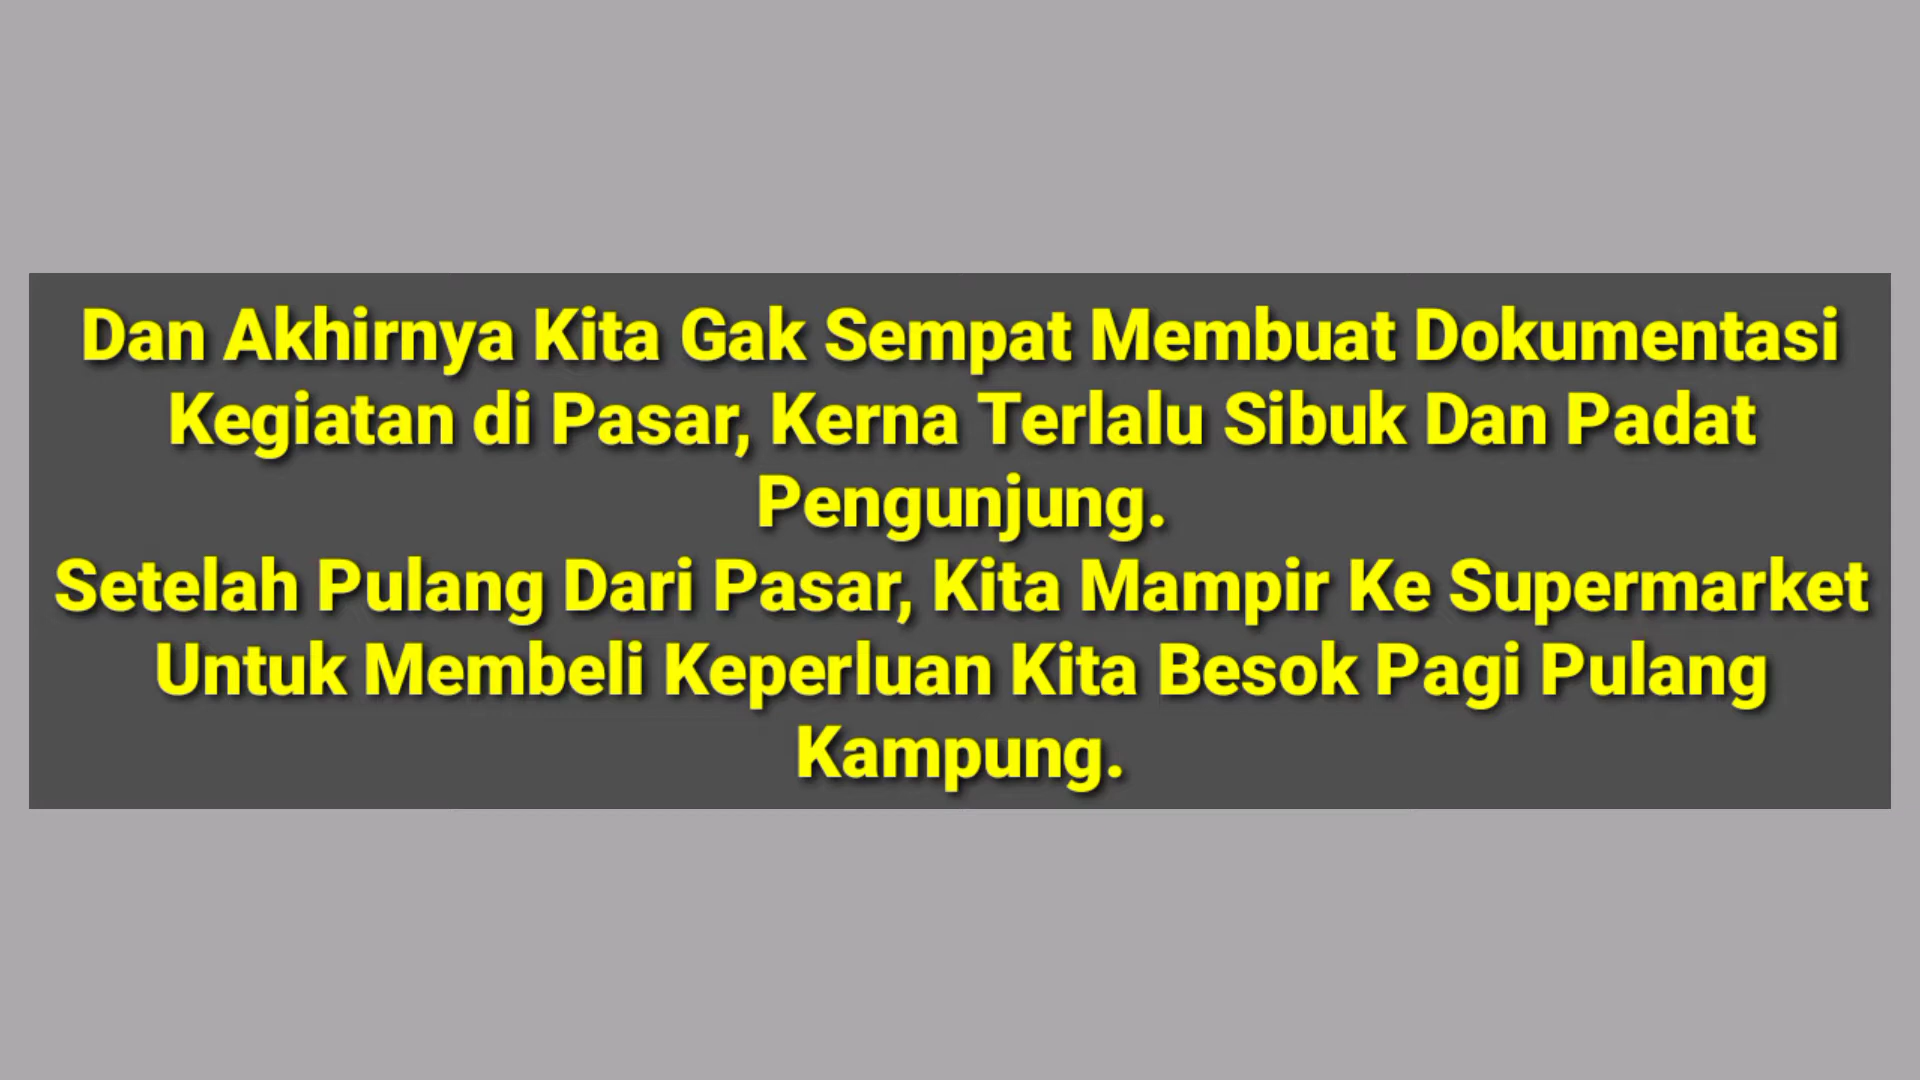 Dan Akhirnya Kita Gak Sempat Membuat Dokumentasi
Kegiatan di Pasar, Kerna Terlalu Sibuk Dan Padat
Pengunjung.
Setelah Pulang Dari Pasar, Kita Mampir Ke Supermarket
Untuk Membeli Keperluan Kita Besok Pagi Pulang
Kampung.